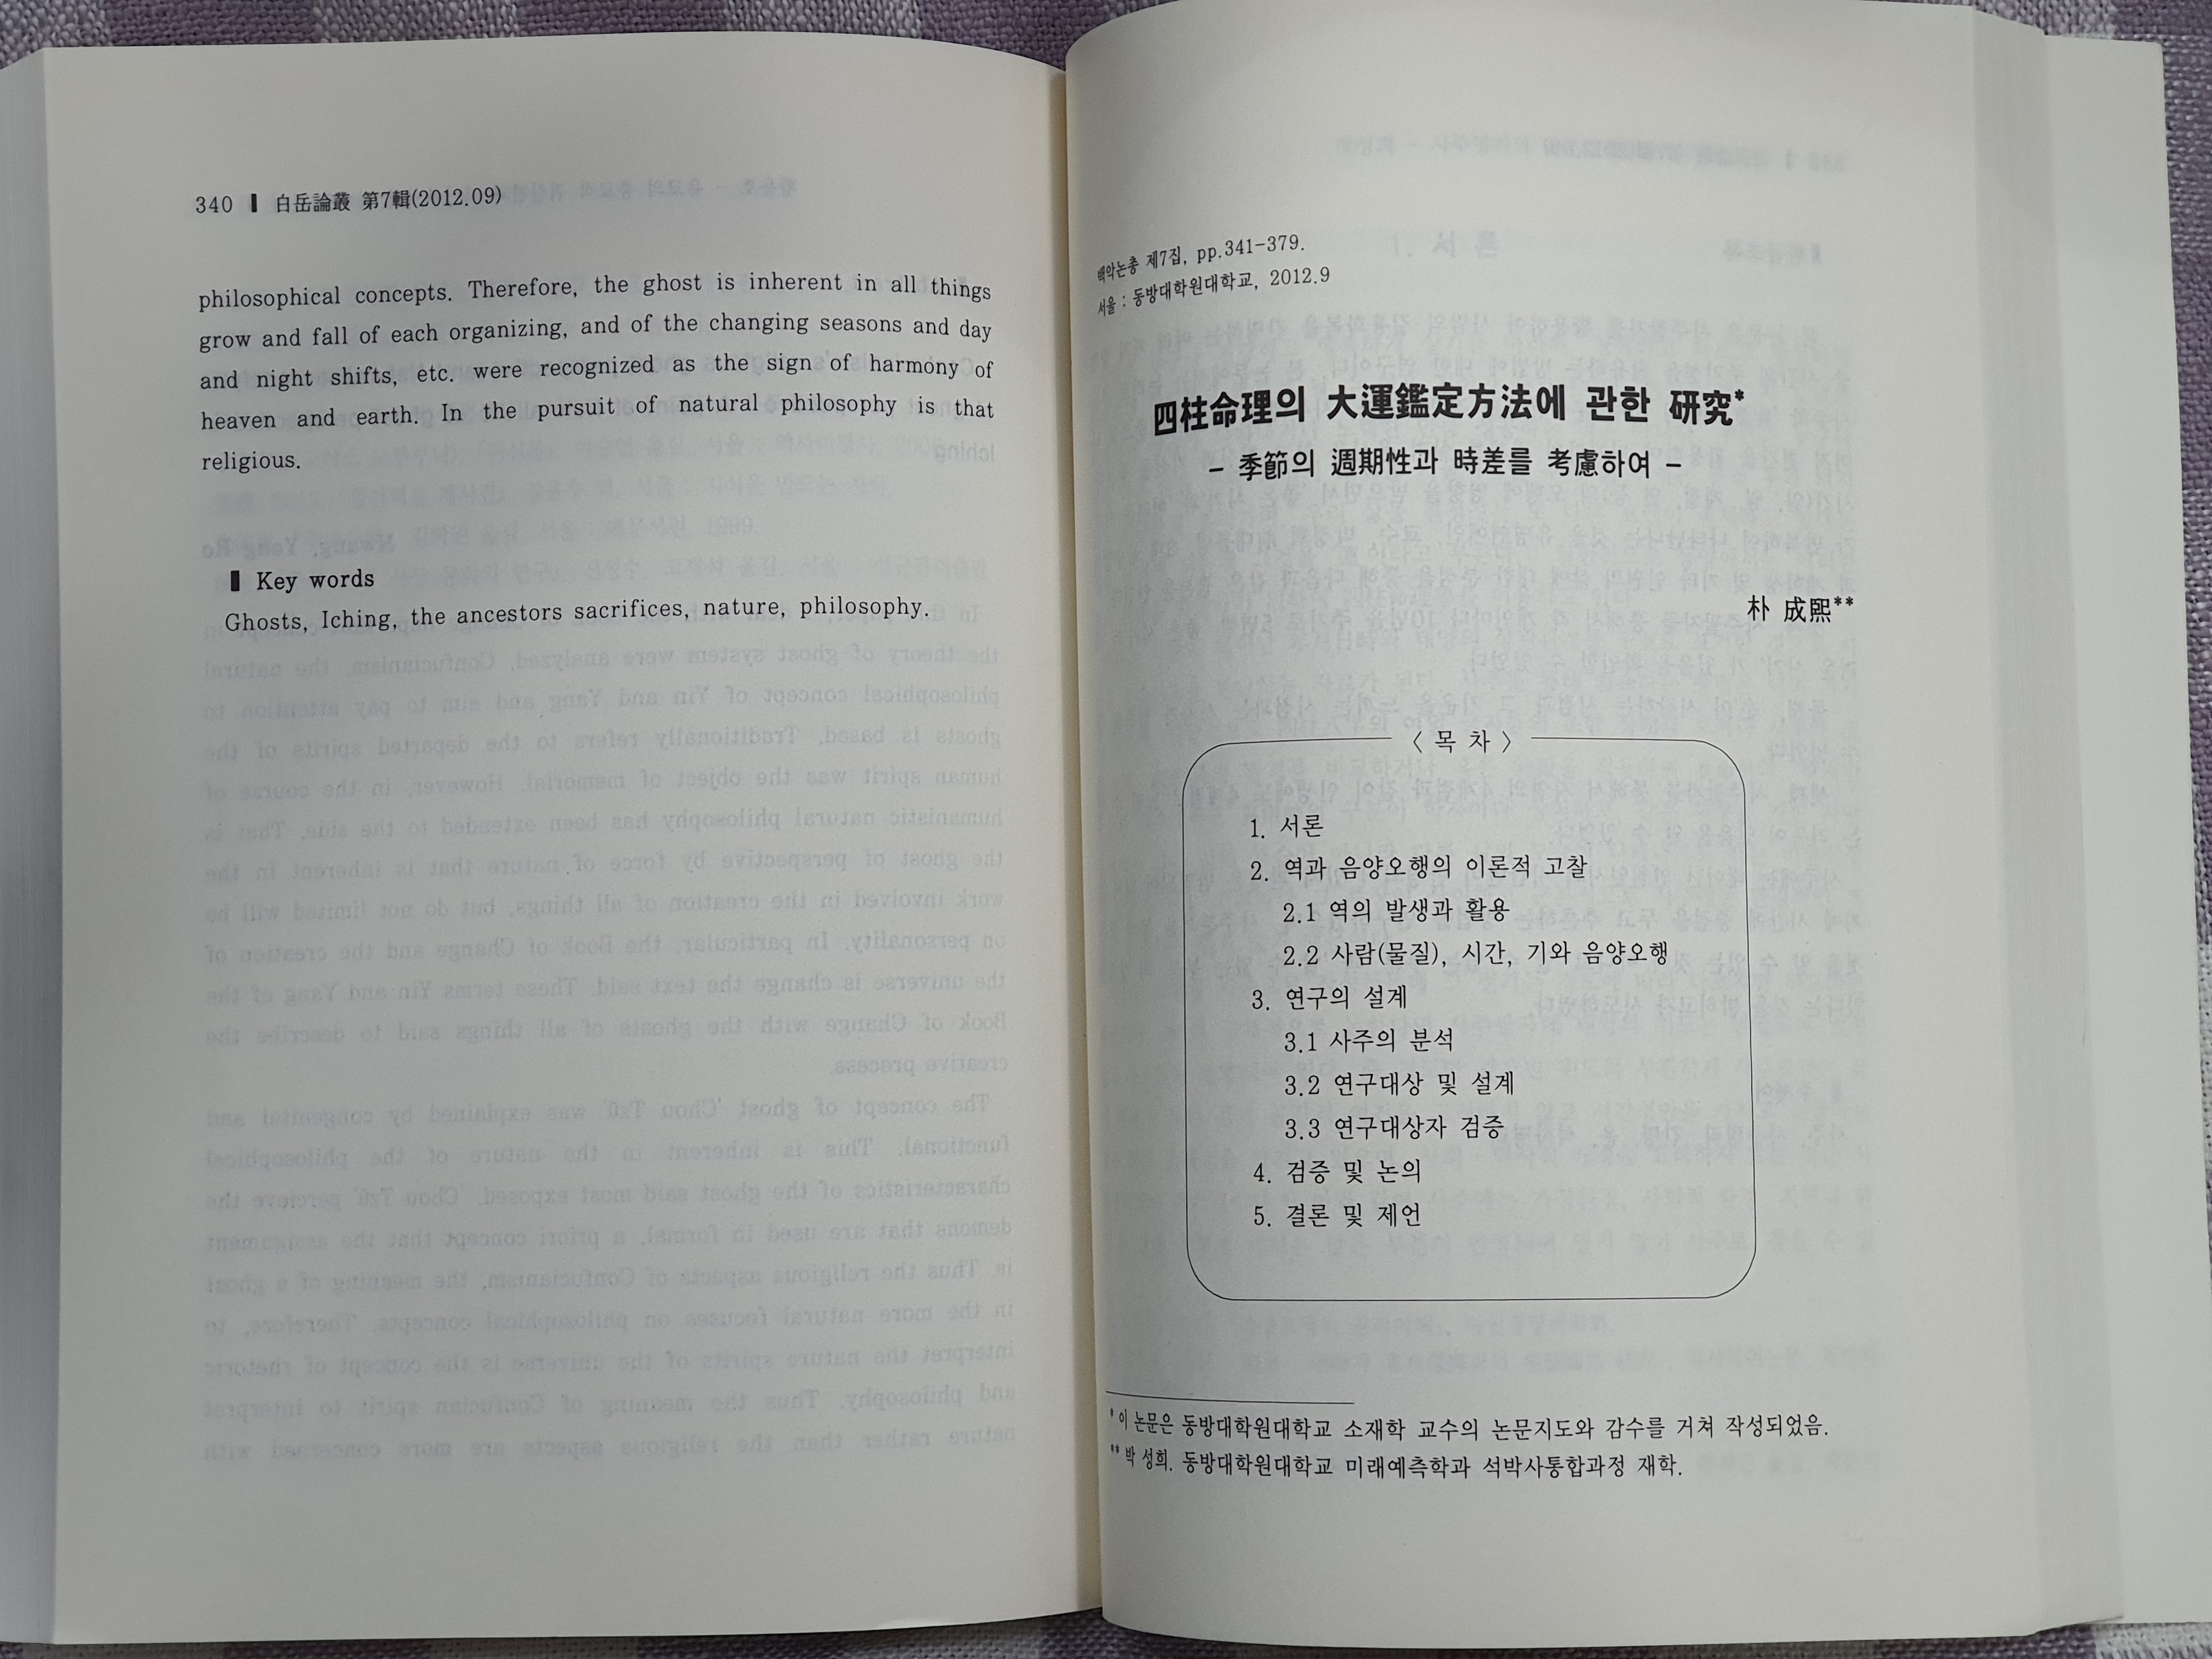 340 ▌ 白岳論叢 第7輯(2012.09)
philosophical concepts. Therefore, the ghost is inherent in all things
grow and fall of each organizing, and of the changing seasons and day
and night shifts, etc. were recognized as the sign of harmony of
heaven and earth. In the pursuit of natural philosophy is that
religious.
▌ Key words
Ghosts, Iching, the ancestors sacrifices, nature, philosophy.
백악논총 제7집, pp.341-379.
서울 : 동방대학원대학교, 2012.9
四柱命理의 大運鑑定方法에 관한 研究*
- 季節의 週期性과 時差를 考慮하여 -
朴 成熙**
〈 목 차 〉
1. 서론
2. 역과 음양오행의 이론적 고찰
2.1 역의 발생과 활용
2.2 사람(물질), 시간, 기와 음양오행
3. 연구의 설계
3.1 사주의 분석
3.2 연구대상 및 설계
3.3 연구대상자 검증
4. 검증 및 논의
5. 결론 및 제언
* 이 논문은 동방대학원대학교 소재학 교수의 논문지도와 감수를 거쳐 작성되었음.
** 박 성희. 동방대학원대학교 미래예측학과 석박사통합과정 재학.